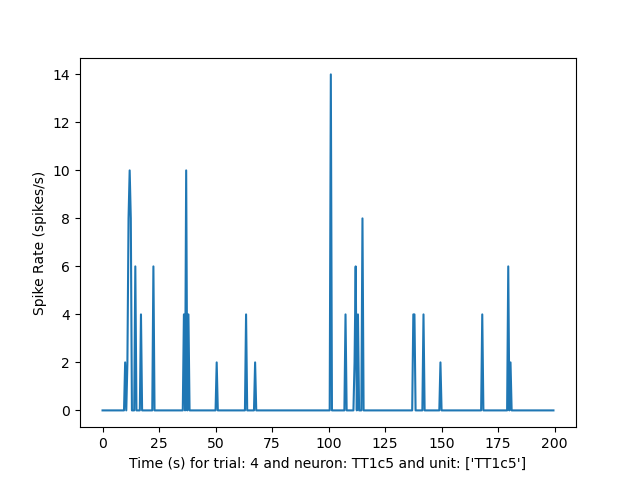 14
12
10
8
6
4
2
0
Spike Rate (spikes/s)
0 25 50 75 100 125 150 175 200
Time (s) for trial: 4 and neuron: TT1c5 and unit: ['TT1c5']